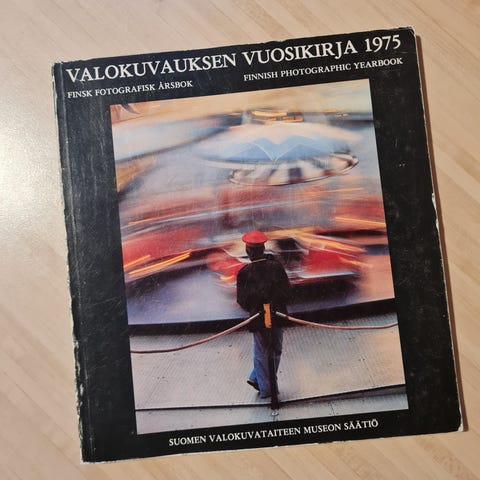 VALOKUVAUKSEN VUOSIKIRJA 1975
FINSK FOTOGRAFISK ÅRSBOK
FINNISH PHOTOGRAPHIC YEARBOOK
SUOMEN VALOKUVATAITEEN MUSEON SÄÄTIÖ